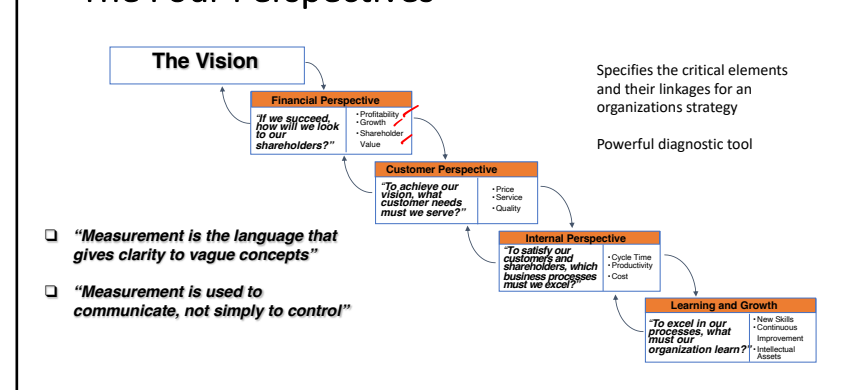 The Four Perspectives
The Vision
Financial Perspective
"If we succeed,
how will we look
to our
shareholders?"
• Profitability
• Growth
• Shareholder
Value
Specifies the critical elements
and their linkages for an
organizations strategy
Powerful diagnostic tool
Customer Perspective
"To achieve our
vision, what
customer needs
must we serve?"
• Price
• Service
• Quality
❑ "Measurement is the language that
gives clarity to vague concepts"
❑ "Measurement is used to
communicate, not simply to control"
Internal Perspective
"To satisfy our
customers and
shareholders, which
business processes
must we excel?"
• Cycle Time
• Productivity
• Cost
Learning and Growth
"To excel in our
processes, what
must our
organization learn?"
• New Skills
• Continuous
Improvement
• Intellectual
Assets